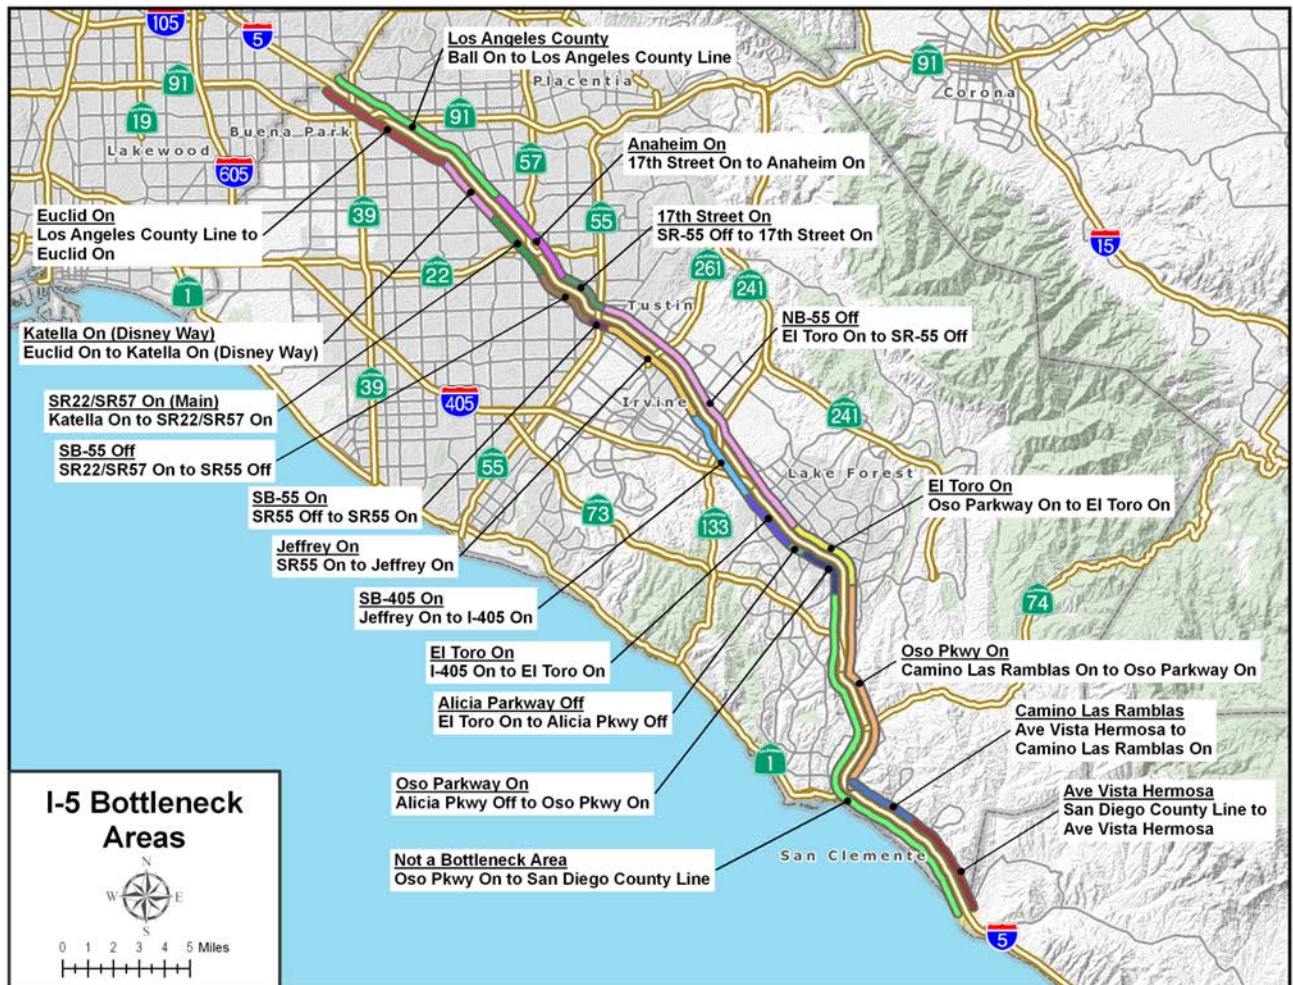 105
5
Los Angeles County
Ball On to Los Angeles County Line
91
91
Placentia
Corona
19
Lakewood
Buena Park
91
605
57
Anaheim On
17th Street On to Anaheim On
Euclid On
Los Angeles County Line to
Euclid On
39
55
17th Street On
SR-55 Off to 17th Street On
15
1
22
261
241
Tustin
NB-55 Off
El Toro On to SR-55 Off
Katella On (Disney Way)
Euclid On to Katella On (Disney Way)
39
405
Irvine
241
SR22/SR57 On (Main)
Katella On to SR22/SR57 On
SB-55 Off
SR22/SR57 On to SR55 Off
55
Lake Forest
SB-55 On
SR55 Off to SR55 On
73
133
El Toro On
Oso Parkway On to El Toro On
Jeffrey On
SR55 On to Jeffrey On
SB-405 On
Jeffrey On to I-405 On
74
El Toro On
I-405 On to El Toro On
Oso Pkwy On
Camino Las Ramblas On to Oso Parkway On
Alicia Parkway Off
El Toro On to Alicia Pkwy Off
Camino Las Ramblas
Ave Vista Hermosa to
Camino Las Ramblas On
1
Oso Parkway On
Alicia Pkwy Off to Oso Pkwy On
Ave Vista Hermosa
San Diego County Line to
Ave Vista Hermosa
San Clemente
Not a Bottleneck Area
Oso Pkwy On to San Diego County Line
5
I-5 Bottleneck
Areas
N
W E
S
0 1 2 3 4 5 Miles